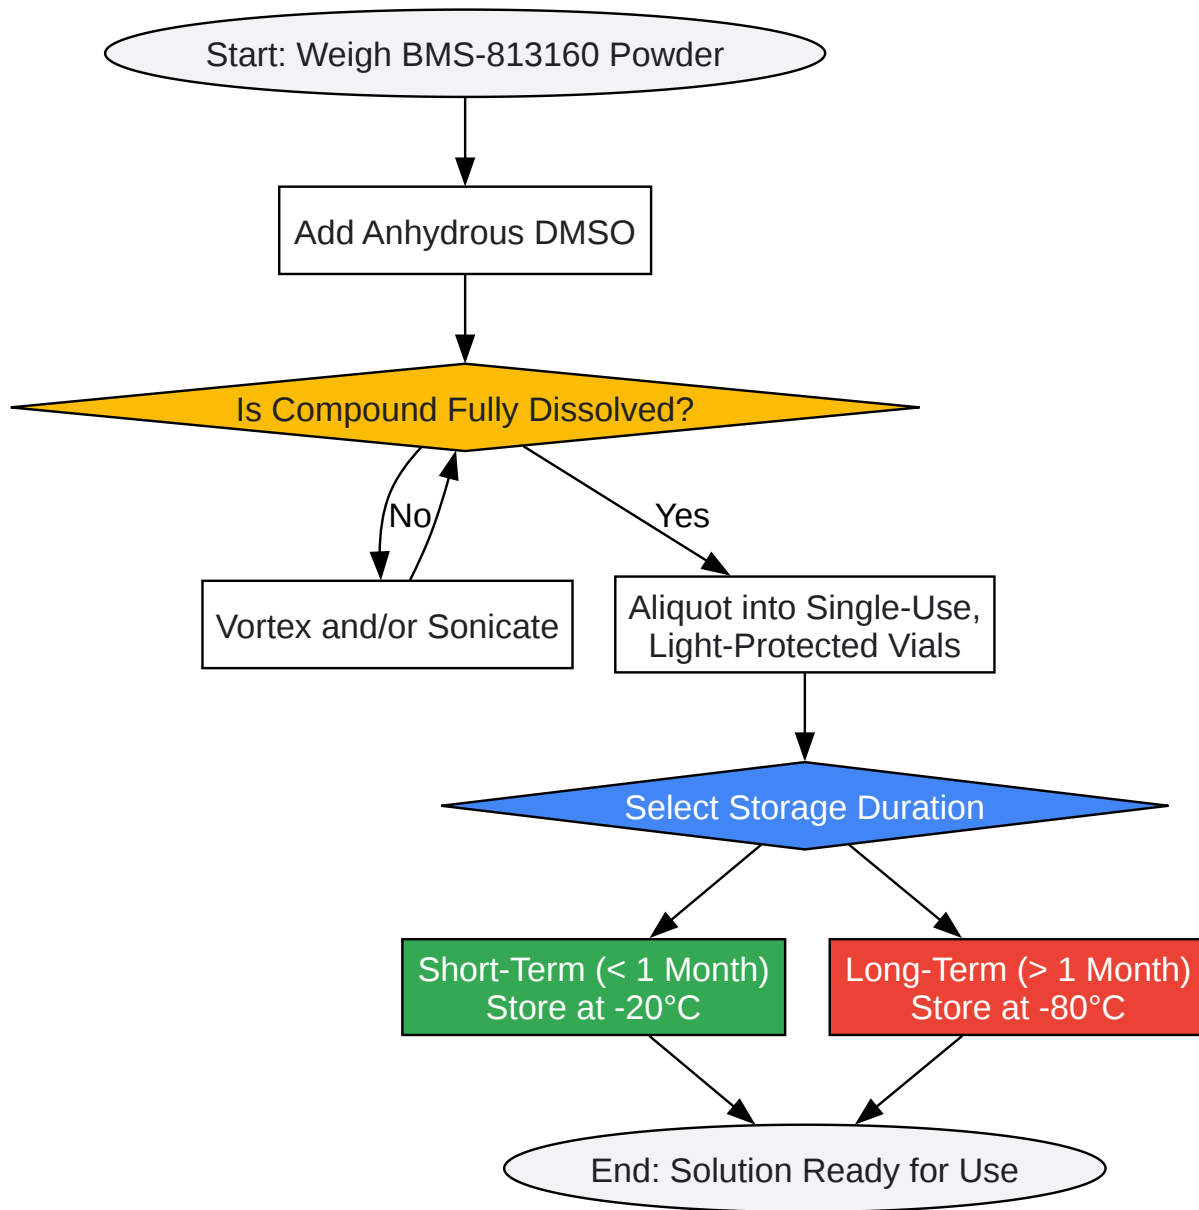 Start: Weigh BMS-813160 Powder
Add Anhydrous DMSO
Is Compound Fully Dissolved?
No
Yes
Vortex and/or Sonicate
Aliquot into Single-Use,
Light-Protected Vials
Select Storage Duration
Short-Term (< 1 Month)
Store at -20°C
Long-Term (> 1 Month)
Store at -80°C
End: Solution Ready for Use